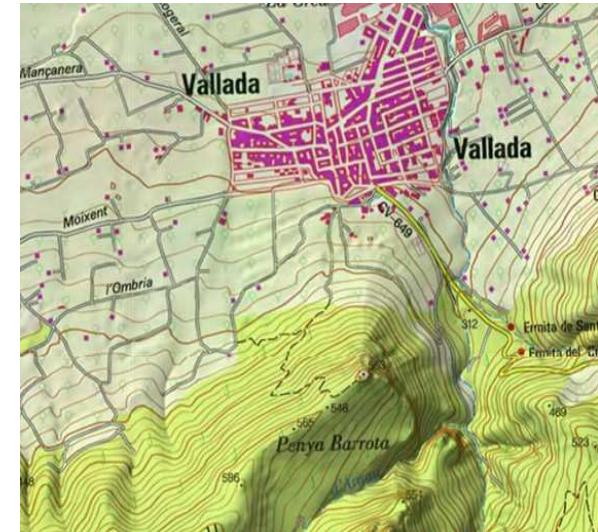 Mançanera
Vallada
Vallada
CV-649
Moixent
l'Ombria
312
Ermita de Sant
Ermita del
546
565
469
Penya Barrota
523
586